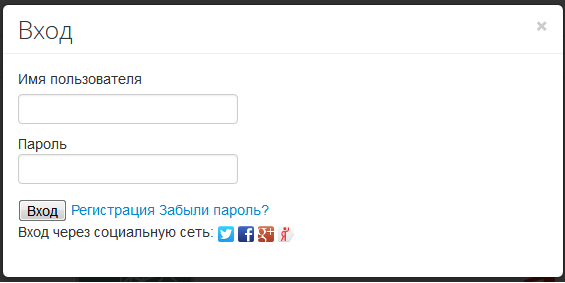 Вход
×
Имя пользователя
Пароль
Вход Регистрация Забыли пароль?
Вход через социальную сеть: f g+ Я